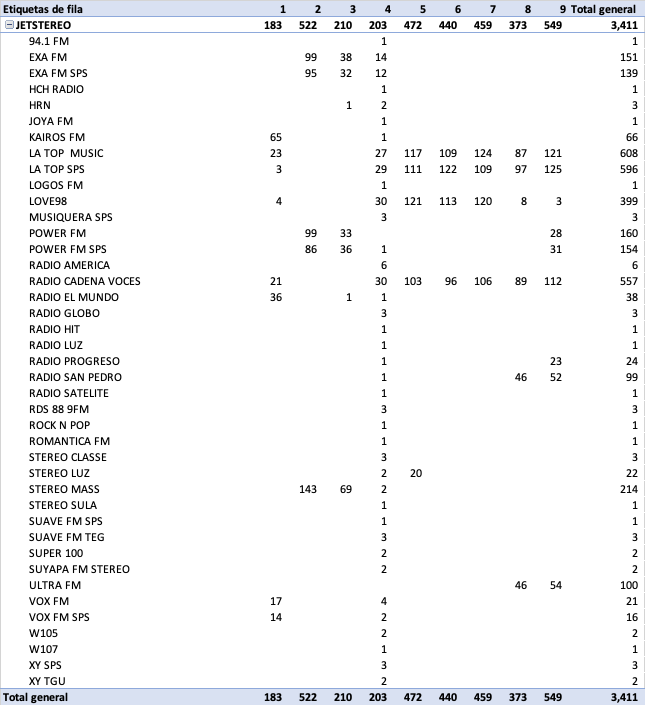 Etiquetas de fila 1 2 3 4 5 6 7 8 9 Total general
JETSTEREO 183 522 210 203 472 440 459 373 549 3,411
94.1 FM 1 1
EXA FM 99 38 14 151
EXA FM SPS 95 32 12 139
HCH RADIO 1 1
HRN 1 2 3
JOYA FM 1 1
KAIROS FM 65 1 66
LA TOP  MUSIC 23 27 117 109 124 87 121 608
LA TOP SPS 3 29 111 122 109 97 125 596
LOGOS FM 1 1
LOVE98 4 30 121 113 120 8 3 399
MUSIQUERA SPS 3 3
POWER FM 99 33 28 160
POWER FM SPS 86 36 1 31 154
RADIO AMERICA 6 6
RADIO CADENA VOCES 21 30 103 96 106 89 112 557
RADIO EL MUNDO 36 1 1 38
RADIO GLOBO 3 3
RADIO HIT 1 1
RADIO LUZ 1 1
RADIO PROGRESO 1 23 24
RADIO SAN PEDRO 1 46 52 99
RADIO SATELITE 1 1
RDS 88 9FM 3 3
ROCK N POP 1 1
ROMANTICA FM 1 1
STEREO CLASSE 3 3
STEREO LUZ 2 20 22
STEREO MASS 143 69 2 214
STEREO SULA 1 1
SUAVE FM SPS 1 1
SUAVE FM TEG 3 3
SUPER 100 2 2
SUYAPA FM STEREO 2 2
ULTRA FM 46 54 100
VOX FM 17 4 21
VOX FM SPS 14 2 16
W105 2 2
W107 1 1
XY SPS 3 3
XY TGU 2 2
Total general 183 522 210 203 472 440 459 373 549 3,411